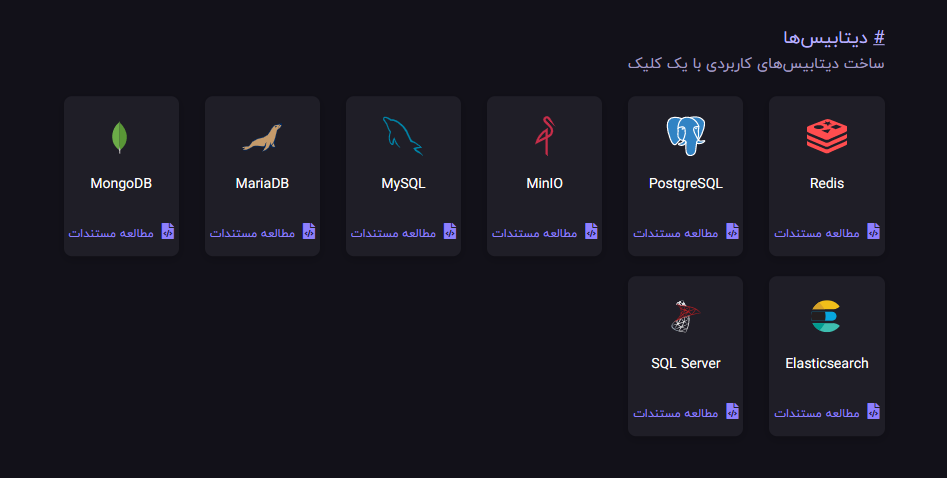 # دیتابیس‌ها
ساخت دیتابیس‌های کاربردی با یک کلیک
Redis
مطالعه مستندات
PostgreSQL
مطالعه مستندات
MinIO
مطالعه مستندات
MySQL
مطالعه مستندات
MariaDB
مطالعه مستندات
MongoDB
مطالعه مستندات
Elasticsearch
مطالعه مستندات
SQL Server
مطالعه مستندات